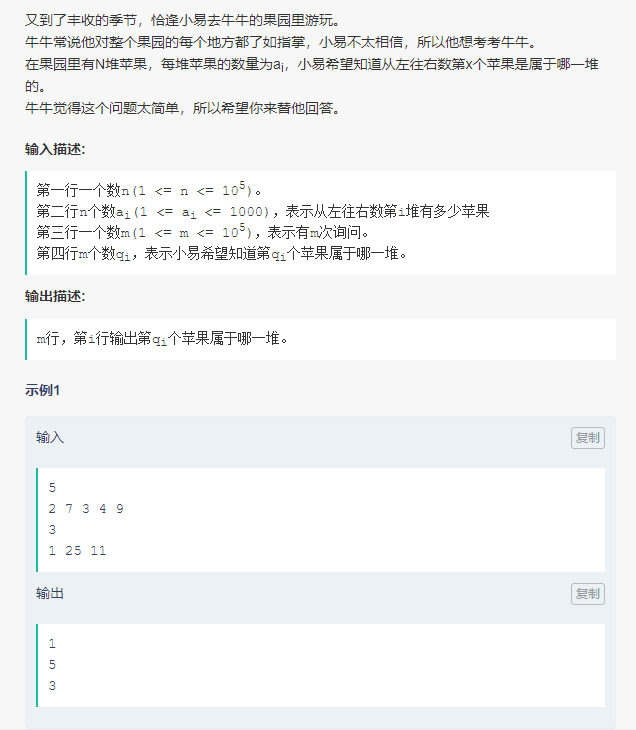 又到了丰收的季节，恰逢小易去牛牛的果园里游玩。
牛牛常说他对整个果园的每个地方都了如指掌，小易不太相信，所以他想考考牛牛。
在果园里有N堆苹果，每堆苹果的数量为ai，小易希望知道从左往右数第x个苹果是属于哪一堆
的。
牛牛觉得这个问题太简单，所以希望你来替他回答。
输入描述:
第一行一个数n(1 <= n <= 10^5)。
第二行n个数ai(1 <= ai <= 1000)，表示从左往右数第i堆有多少苹果
第三行一个数m(1 <= m <= 10^5)，表示有m次询问。
第四行m个数qi，表示小易希望知道第qi个苹果属于哪一堆。
输出描述:
m行，第i行输出第qi个苹果属于哪一堆。
示例1
输入 复制
5
2 7 3 4 9
3
1 25 11
输出 复制
1
5
3